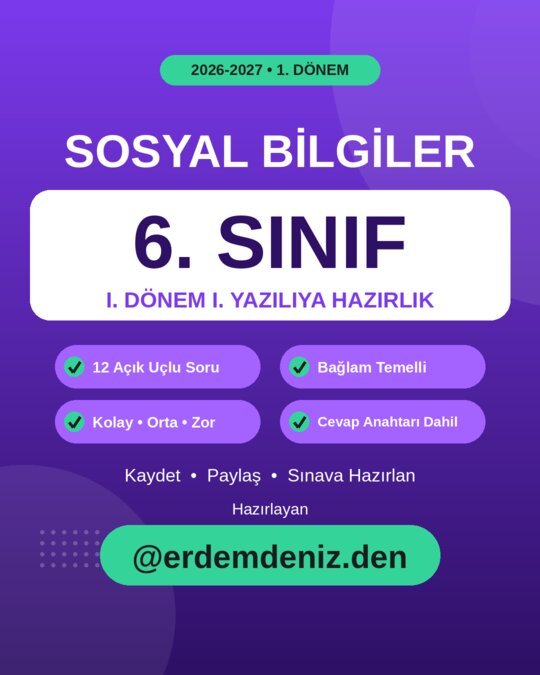 2026-2027 • 1. DÖNEM
SOSYAL BİLGİLER
6. SINIF
I. DÖNEM I. YAZILIYA HAZIRLIK
12 Açık Uçlu Soru
Bağlam Temelli
Kolay • Orta • Zor
Cevap Anahtarı Dahil
Kaydet • Paylaş • Sınava Hazırlan
Hazırlayan
@erdemdeniz.den